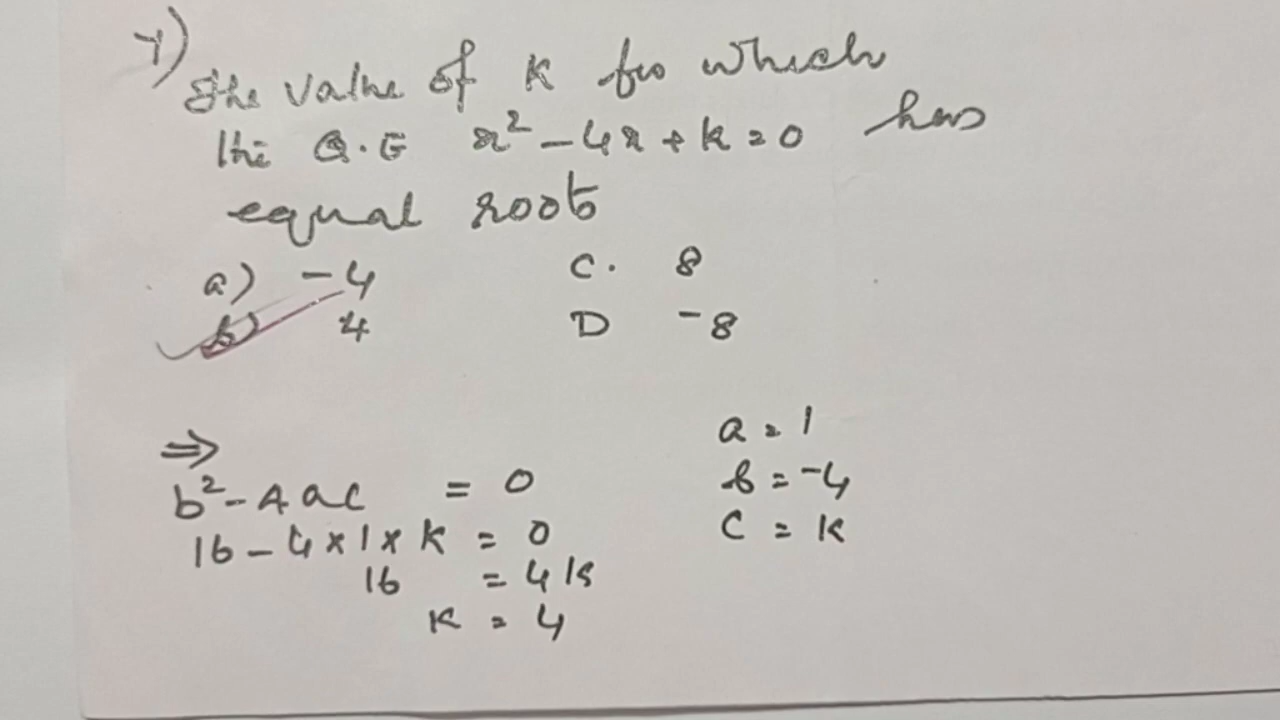 7)
The value of K for which
the Q.E x² - 4x + k = 0 has
equal roots
a) -4 C. 8
b) 4 D -8
⇒
b² - 4ac = 0 a = 1
16 - 4 × 1 × K = 0 b = -4
16 = 4K C = K
K = 4